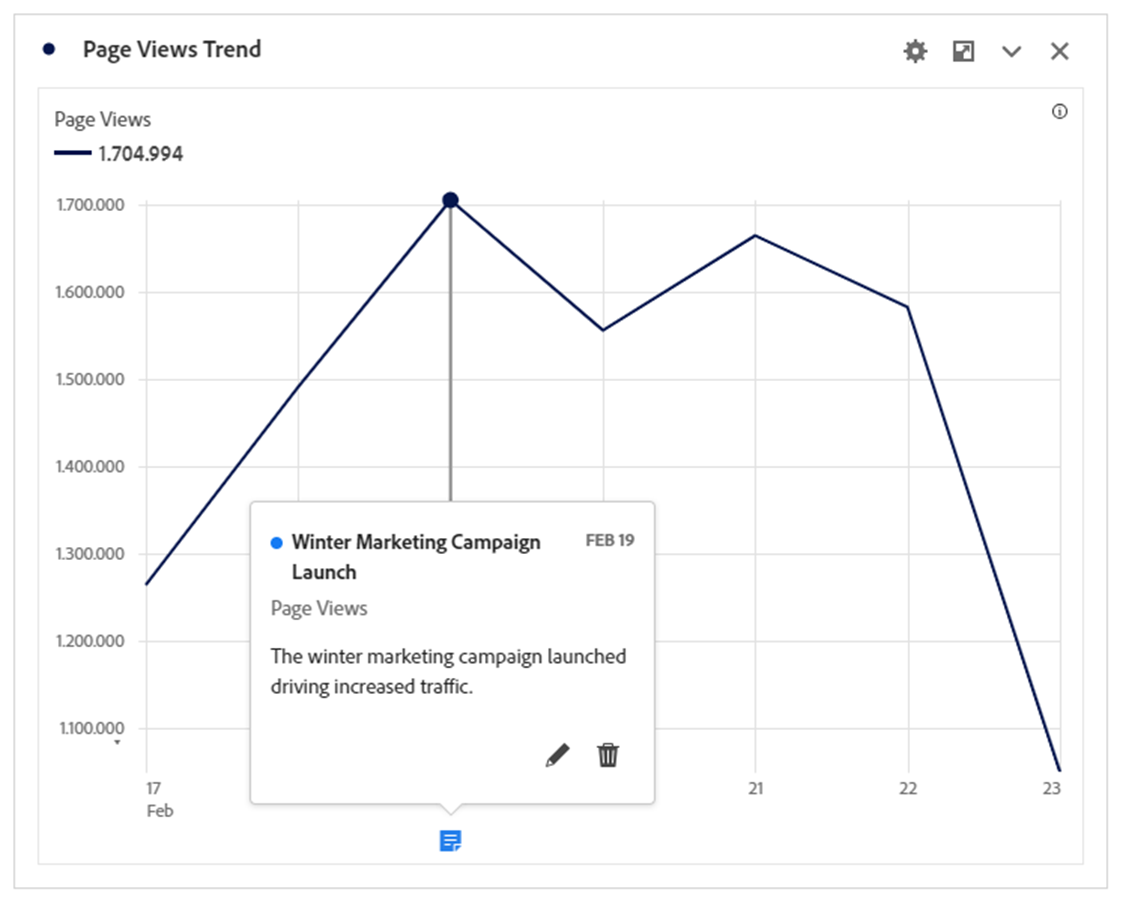 Page Views Trend
Page Views
1.704.994
1.700.000
1.600.000
1.500.000
1.400.000
1.300.000
1.200.000
1.100.000
Winter Marketing Campaign FEB 19
Launch
Page Views
The winter marketing campaign launched
driving increased traffic.
17 21 22 23
Feb